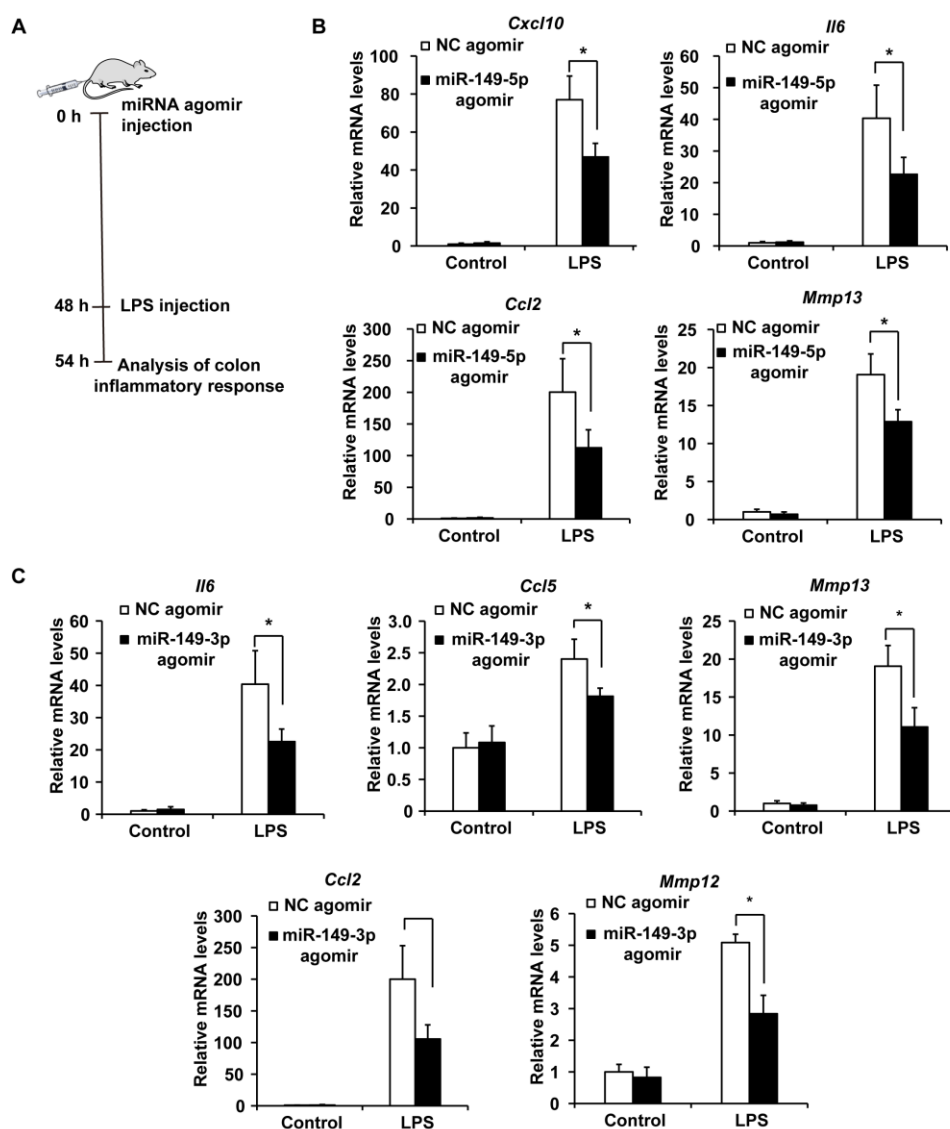 A
miRNA agomir
injection
0 h
48 h
LPS injection
54 h
Analysis of colon
inflammatory response
B
Cxcl10
Relative mRNA levels
100
80
60
40
20
0
NC agomir
miR-149-5p
agomir
*
Control
LPS
Il6
Relative mRNA levels
60
50
40
30
20
10
0
NC agomir
miR-149-5p
agomir
*
Control
LPS
Ccl2
Relative mRNA levels
300
250
200
150
100
50
0
NC agomir
miR-149-5p
agomir
*
Control
LPS
Mmp13
Relative mRNA levels
25
20
15
10
5
0
NC agomir
miR-149-5p
agomir
*
Control
LPS
C
Il6
Relative mRNA levels
60
50
40
30
20
10
0
NC agomir
miR-149-3p
agomir
*
Control
LPS
Ccl5
Relative mRNA levels
3.0
2.5
2.0
1.5
1.0
0.5
0
NC agomir
miR-149-3p
agomir
*
Control
LPS
Mmp13
Relative mRNA levels
25
20
15
10
5
0
NC agomir
miR-149-3p
agomir
*
Control
LPS
Ccl2
Relative mRNA levels
300
250
200
150
100
50
0
NC agomir
miR-149-3p
agomir
Control
LPS
Mmp12
Relative mRNA levels
6
5
4
3
2
1
0
NC agomir
miR-149-3p
agomir
*
Control
LPS